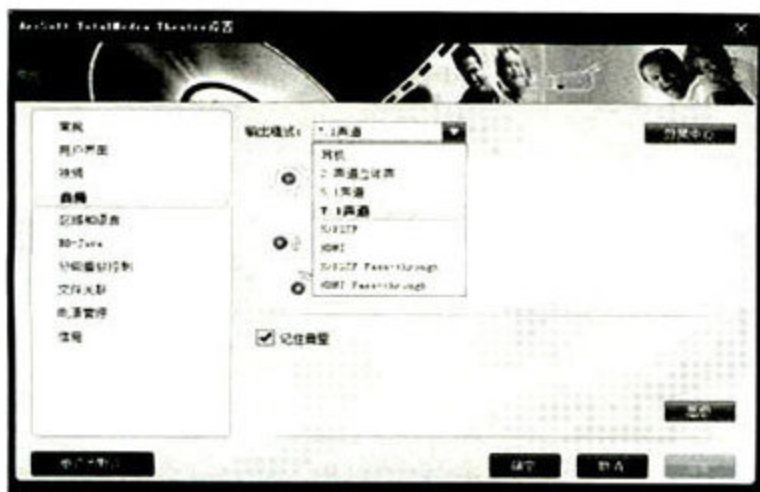 ArcSoft TotalMedia Theatre设置
常规
用户界面
视频
音频
区域和语言
BD-Java
分级播放控制
文件关联
电源管理
信息
输出模式: 7.1声道
耳机
2 声道立体声
5.1声道
7.1声道
S/PDIF
HDMI
S/PDIF Pass-through
HDMI Pass-through
记住音量
确定
取消